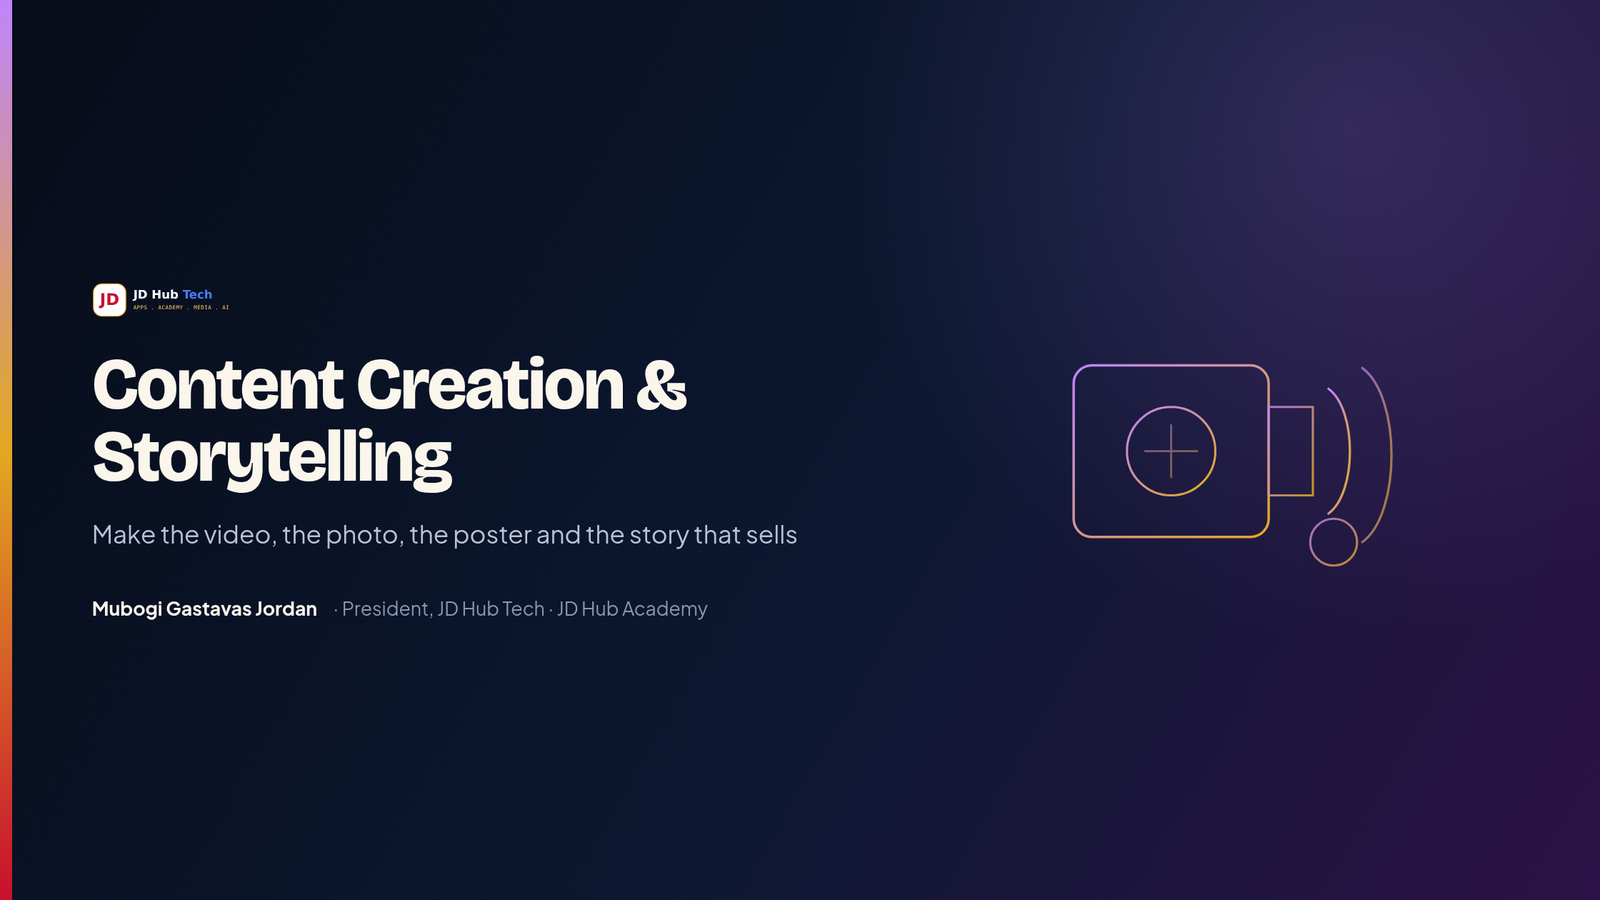 JD
JD Hub Tech
APPS . ACADEMY . MEDIA . AI
Content Creation &
Storytelling
Make the video, the photo, the poster and the story that sells
Mubogi Gastavas Jordan · President, JD Hub Tech · JD Hub Academy